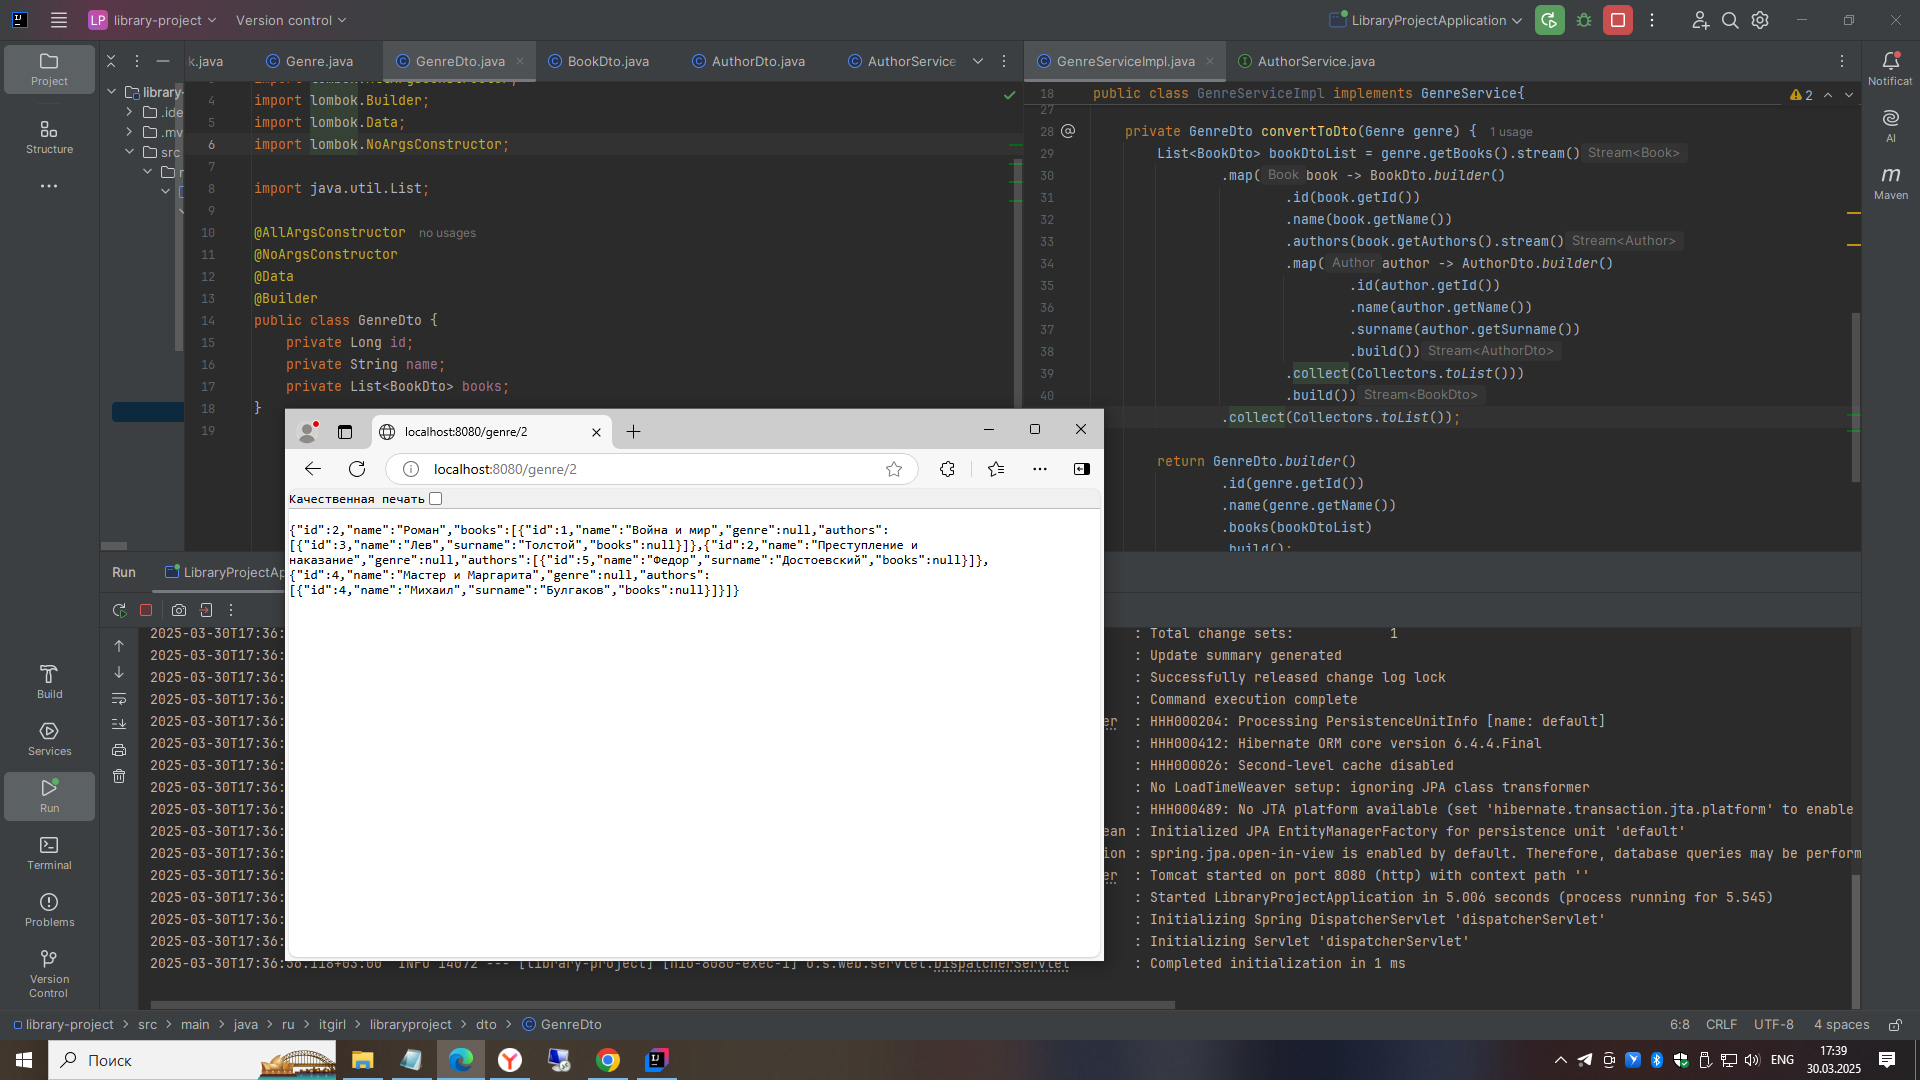 LP library-project Version control LibraryProjectApplication
Project
Structure
Build
Services
Run
Terminal
Problems
Version
Control
library
.ide
.mv
src
k.java Genre.java GenreDto.java BookDto.java AuthorDto.java AuthorService
4 import lombok.Builder;
5 import lombok.Data;
6 import lombok.NoArgsConstructor;
7
8 import java.util.List;
9
10 @AllArgsConstructor no usages
11 @NoArgsConstructor
12 @Data
13 @Builder
14 public class GenreDto {
15 private Long id;
16 private String name;
17 private List<BookDto> books;
18 }
19
GenreServiceImpl.java AuthorService.java
18 public class GenreServiceImpl implements GenreService{ 2
27
28 private GenreDto convertToDto(Genre genre) { 1 usage
29 List<BookDto> bookDtoList = genre.getBooks().stream() Stream<Book>
30 .map( Book book -> BookDto.builder()
31 .id(book.getId())
32 .name(book.getName())
33 .authors(book.getAuthors().stream() Stream<Author>
34 .map( Author author -> AuthorDto.builder()
35 .id(author.getId())
36 .name(author.getName())
37 .surname(author.getSurname())
38 .build()) Stream<AuthorDto>
39 .collect(Collectors.toList()))
40 .build()) Stream<BookDto>
.collect(Collectors.toList());
return GenreDto.builder()
.id(genre.getId())
.name(genre.getName())
.books(bookDtoList)
.build();
Notificat
AI
Maven
localhost:8080/genre/2
localhost:8080/genre/2
Качественная печать
{"id":2,"name":"Роман","books":[{"id":1,"name":"Война и мир","genre":null,"authors":
[{"id":3,"name":"Лев","surname":"Толстой","books":null}]},{"id":2,"name":"Преступление и
наказание","genre":null,"authors":[{"id":5,"name":"Федор","surname":"Достоевский","books":null}]},
{"id":4,"name":"Мастер и Маргарита","genre":null,"authors":
[{"id":4,"name":"Михаил","surname":"Булгаков","books":null}]}]}
Run LibraryProjectAp
2025-03-30T17:36: : Total change sets: 1
2025-03-30T17:36: : Update summary generated
2025-03-30T17:36: : Successfully released change log lock
2025-03-30T17:36: : Command execution complete
2025-03-30T17:36: er : HHH000204: Processing PersistenceUnitInfo [name: default]
2025-03-30T17:36: : HHH000412: Hibernate ORM core version 6.4.4.Final
2025-03-30T17:36: : HHH000026: Second-level cache disabled
2025-03-30T17:36: : No LoadTimeWeaver setup: ignoring JPA class transformer
2025-03-30T17:36: : HHH000489: No JTA platform available (set 'hibernate.transaction.jta.platform' to enable
2025-03-30T17:36: ean : Initialized JPA EntityManagerFactory for persistence unit 'default'
2025-03-30T17:36: ion : spring.jpa.open-in-view is enabled by default. Therefore, database queries may be perform
2025-03-30T17:36: er : Tomcat started on port 8080 (http) with context path ''
2025-03-30T17:36: : Started LibraryProjectApplication in 5.006 seconds (process running for 5.545)
2025-03-30T17:36: : Initializing Spring DispatcherServlet 'dispatcherServlet'
2025-03-30T17:36: : Initializing Servlet 'dispatcherServlet'
2025-03-30T17:36:36.118+03:00 INFO 14072 --- [library-project] [nio-8080-exec-1] o.s.web.servlet.DispatcherServlet : Completed initialization in 1 ms
library-project > src > main > java > ru > itgirl > libraryproject > dto > GenreDto 6:8 CRLF UTF-8 4 spaces
Поиск ENG 17:39
30.03.2025